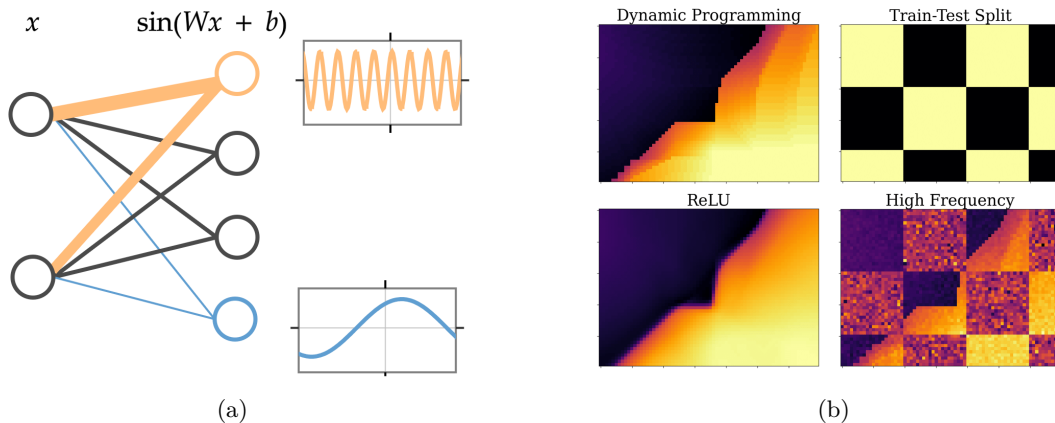 x
sin(Wx + b)
Dynamic Programming
Train-Test Split
ReLU
High Frequency
(a)
(b)